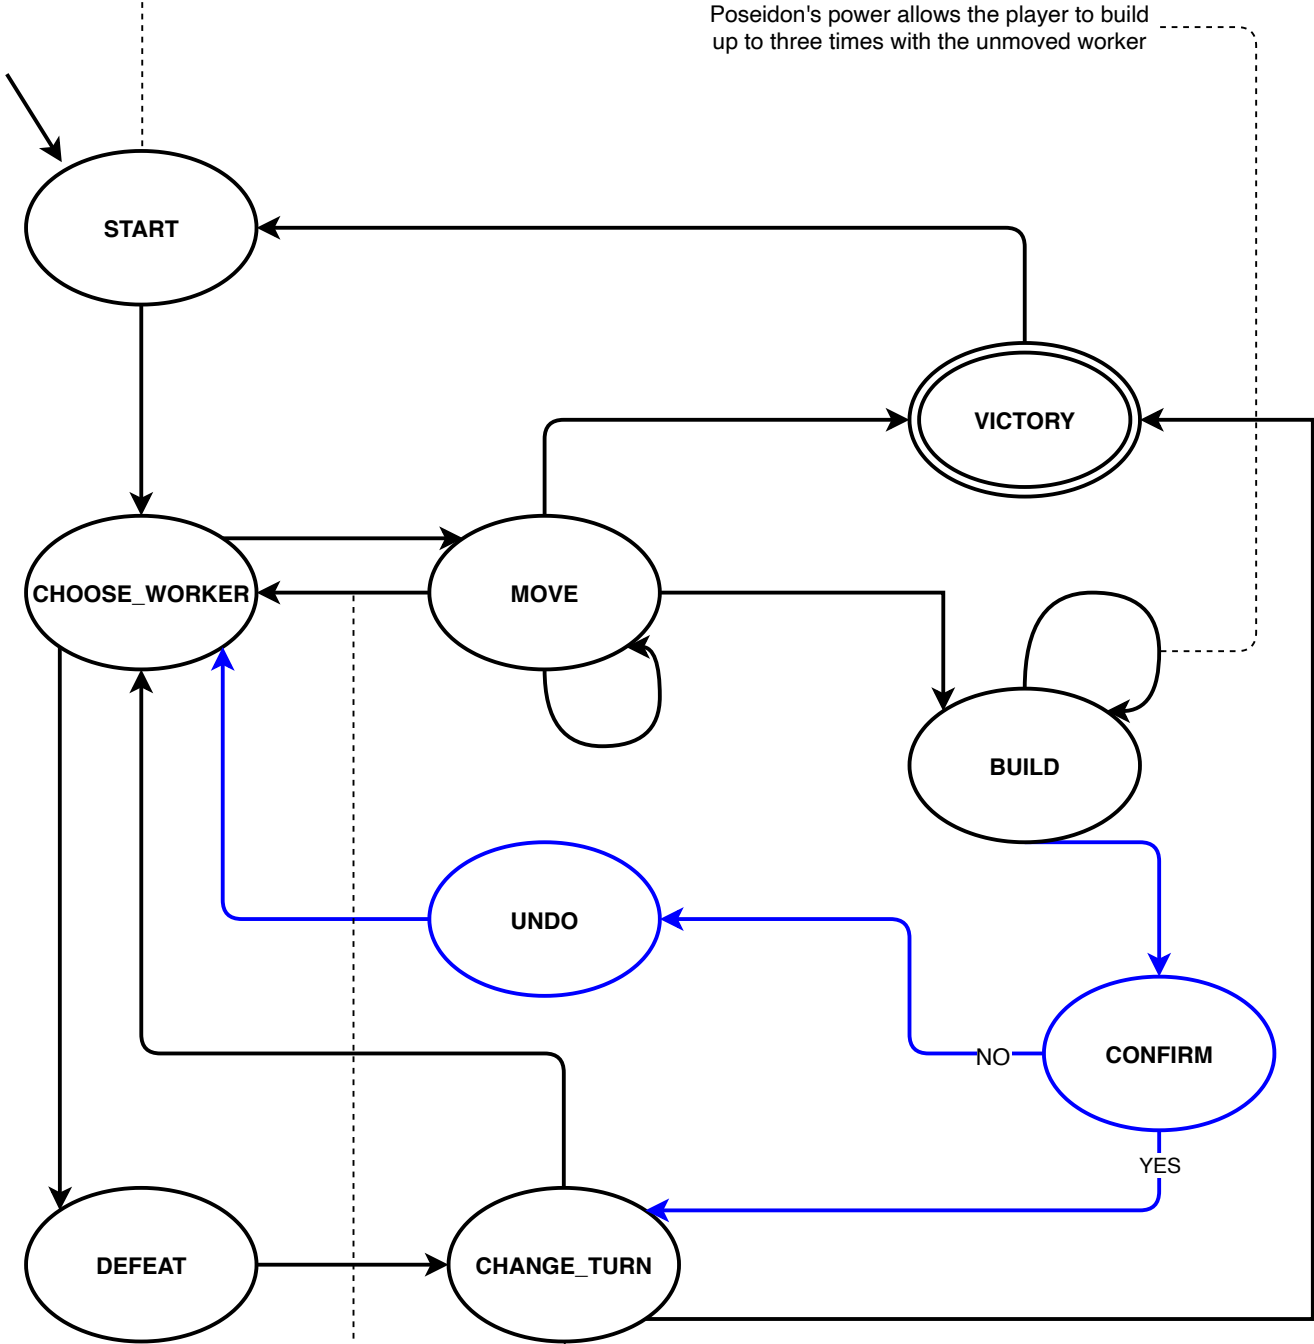 Poseidon's power allows the player to build
up to three times with the unmoved worker
START
VICTORY
CHOOSE_WORKER
MOVE
BUILD
UNDO
NO
CONFIRM
YES
DEFEAT
CHANGE_TURN